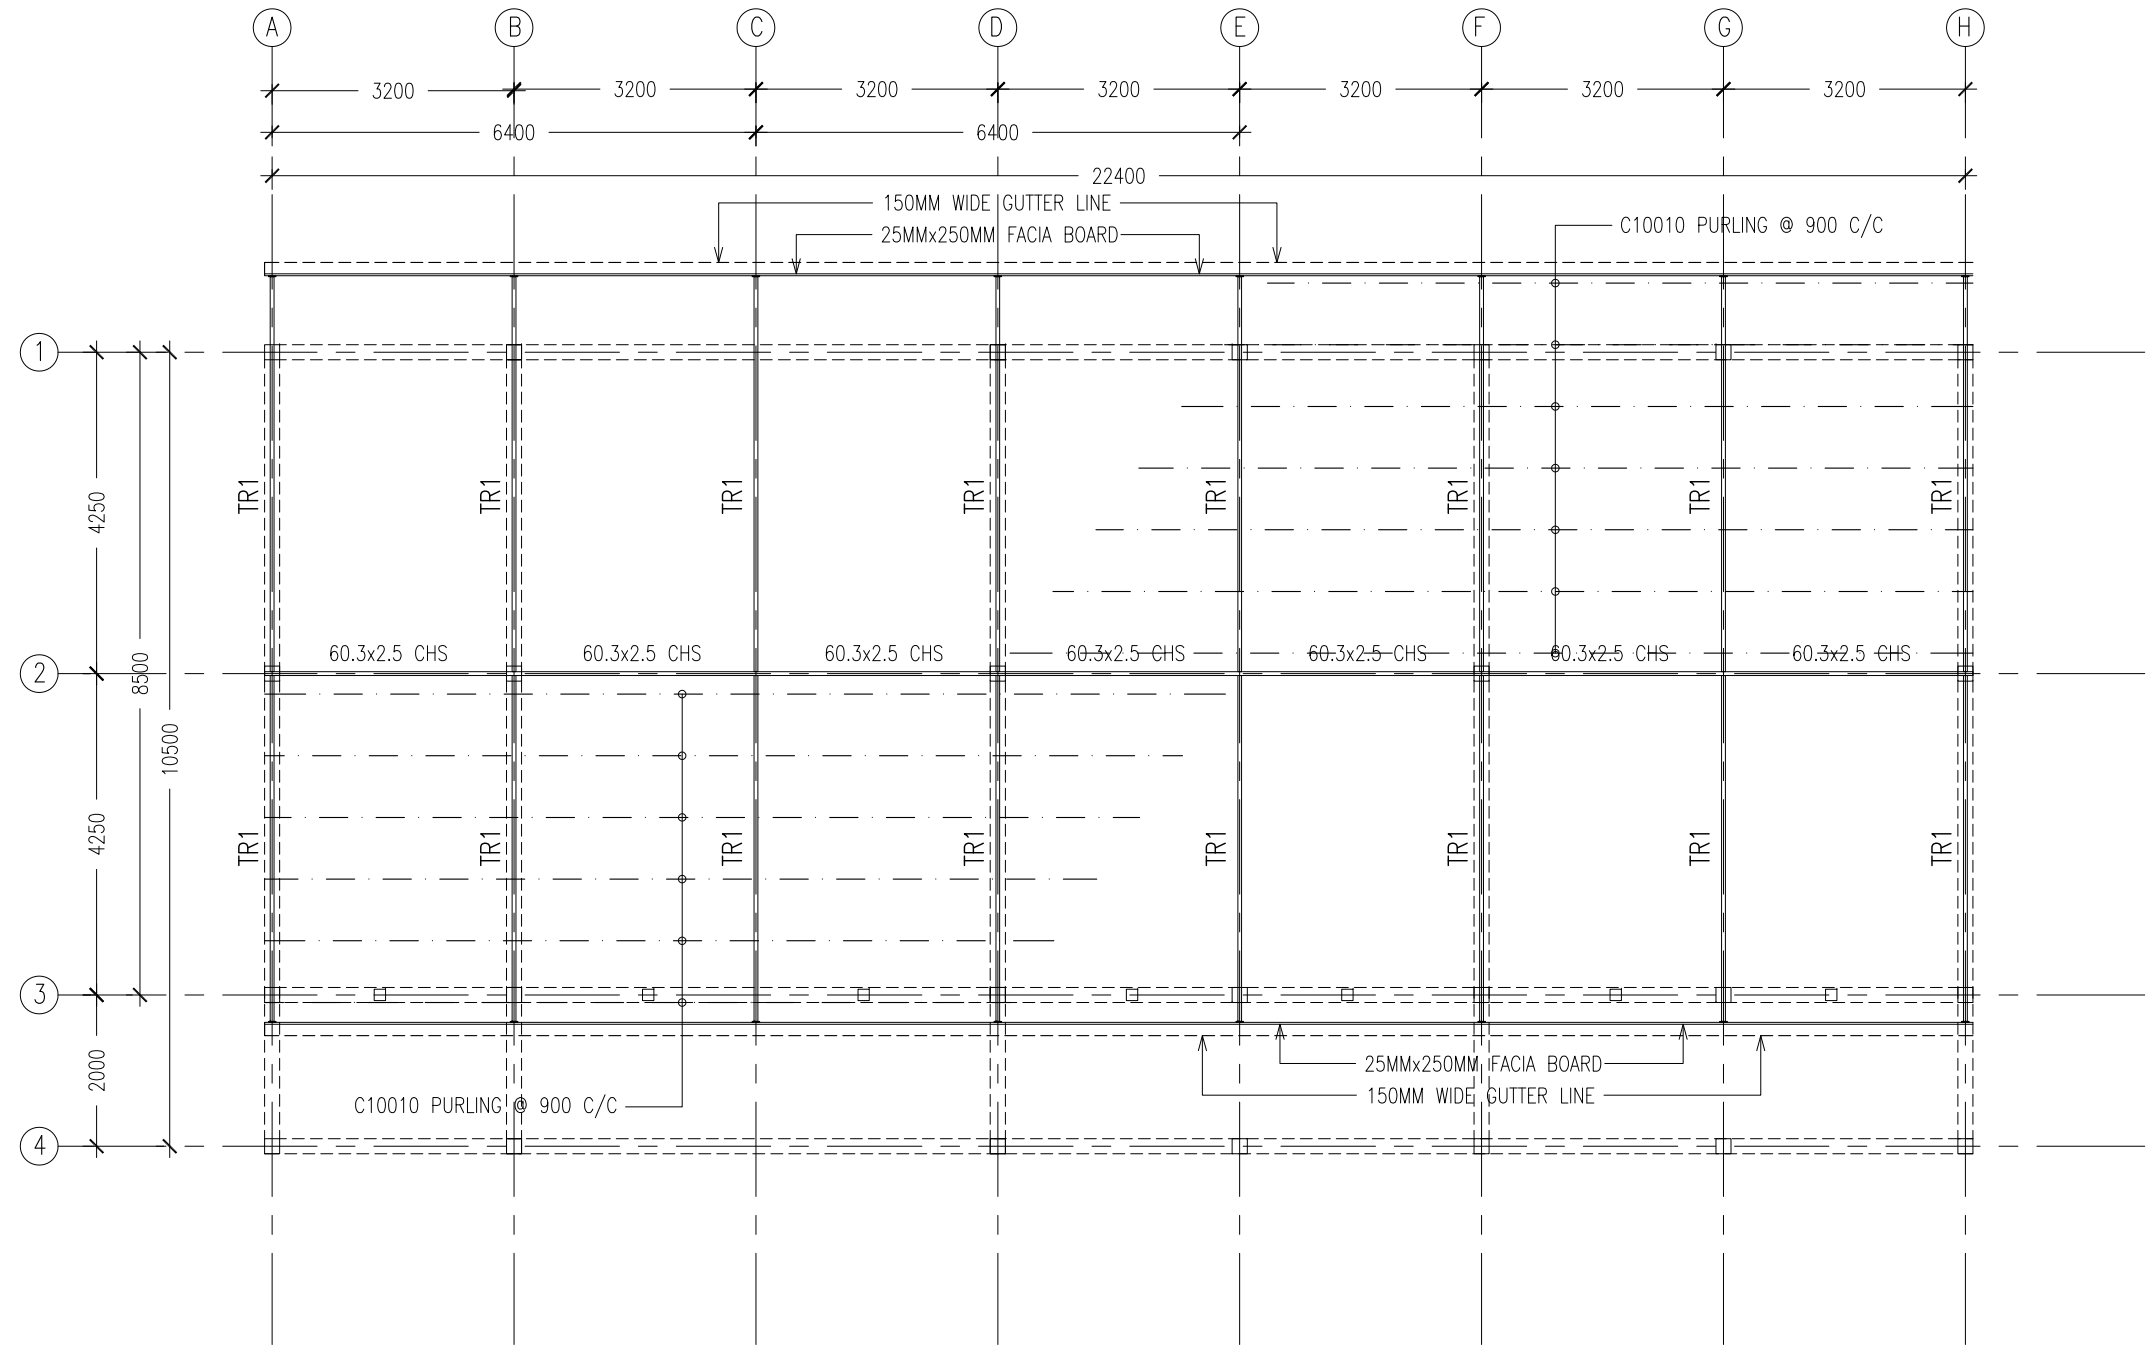 A B C D E F G H
3200 3200 3200 3200 3200 3200 3200
6400 6400
22400
150MM WIDE GUTTER LINE
25MMx250MM FACIA BOARD
C10010 PURLING @ 900 C/C
1
4250
TR1 TR1 TR1 TR1 TR1 TR1 TR1 TR1
60.3x2.5 CHS 60.3x2.5 CHS 60.3x2.5 CHS 60.3x2.5 CHS 60.3x2.5 CHS 60.3x2.5 CHS 60.3x2.5 CHS
2
8500
10500
4250
TR1 TR1 TR1 TR1 TR1 TR1 TR1 TR1
3
2000
25MMx250MM FACIA BOARD
150MM WIDE GUTTER LINE
C10010 PURLING @ 900 C/C
4